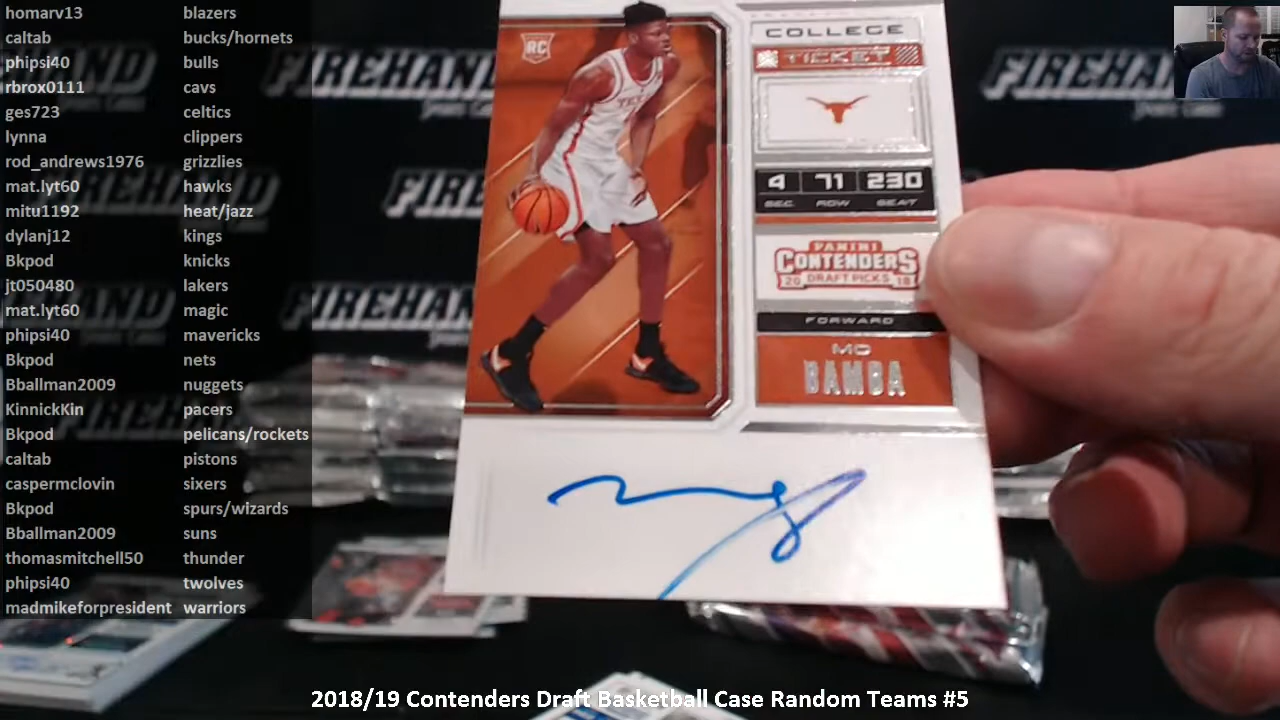 homarv13 blazers
caltab bucks/hornets
phipsi40 bulls
rbrox0111 cavs
ges723 celtics
lynna clippers
rod_andrews1976 grizzlies
mat.lyt60 hawks
mitu1192 heat/jazz
dylanj12 kings
Bkpod knicks
jt050480 lakers
mat.lyt60 magic
phipsi40 mavericks
Bkpod nets
Bballman2009 nuggets
KinnickKin pacers
Bkpod pelicans/rockets
caltab pistons
caspermclovin sixers
Bkpod spurs/wizards
Bballman2009 suns
thomasmitchell50 thunder
phipsi40 twolves
madmikeforpresident warriors
FIREHAND
FIREHAND
RC
TEXAS
COLLEGE
TICKET
4 71 230
SEC. ROW SEAT
PANINI
CONTENDERS
20 DRAFT PICKS 18
FORWARD
MO
BAMBA
2018/19 Contenders Draft Basketball Case Random Teams #5